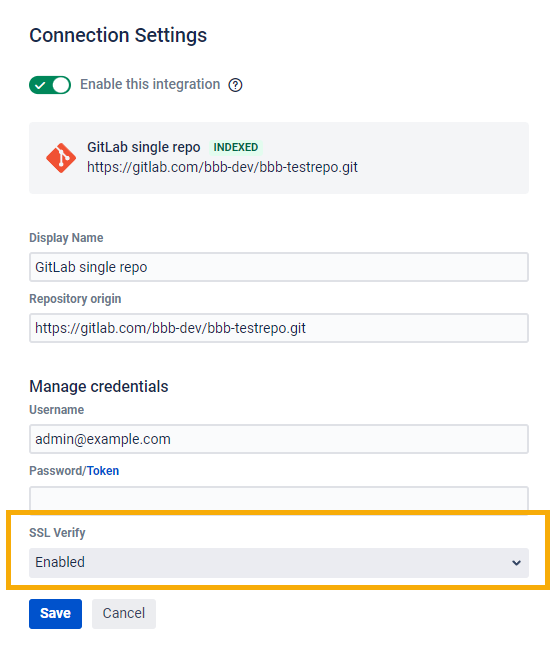 Connection Settings
Enable this integration
GitLab single repo INDEXED
https://gitlab.com/bbb-dev/bbb-testrepo.git
Display Name
GitLab single repo
Repository origin
https://gitlab.com/bbb-dev/bbb-testrepo.git
Manage credentials
Username
admin@example.com
Password/Token
SSL Verify
Enabled
Save Cancel